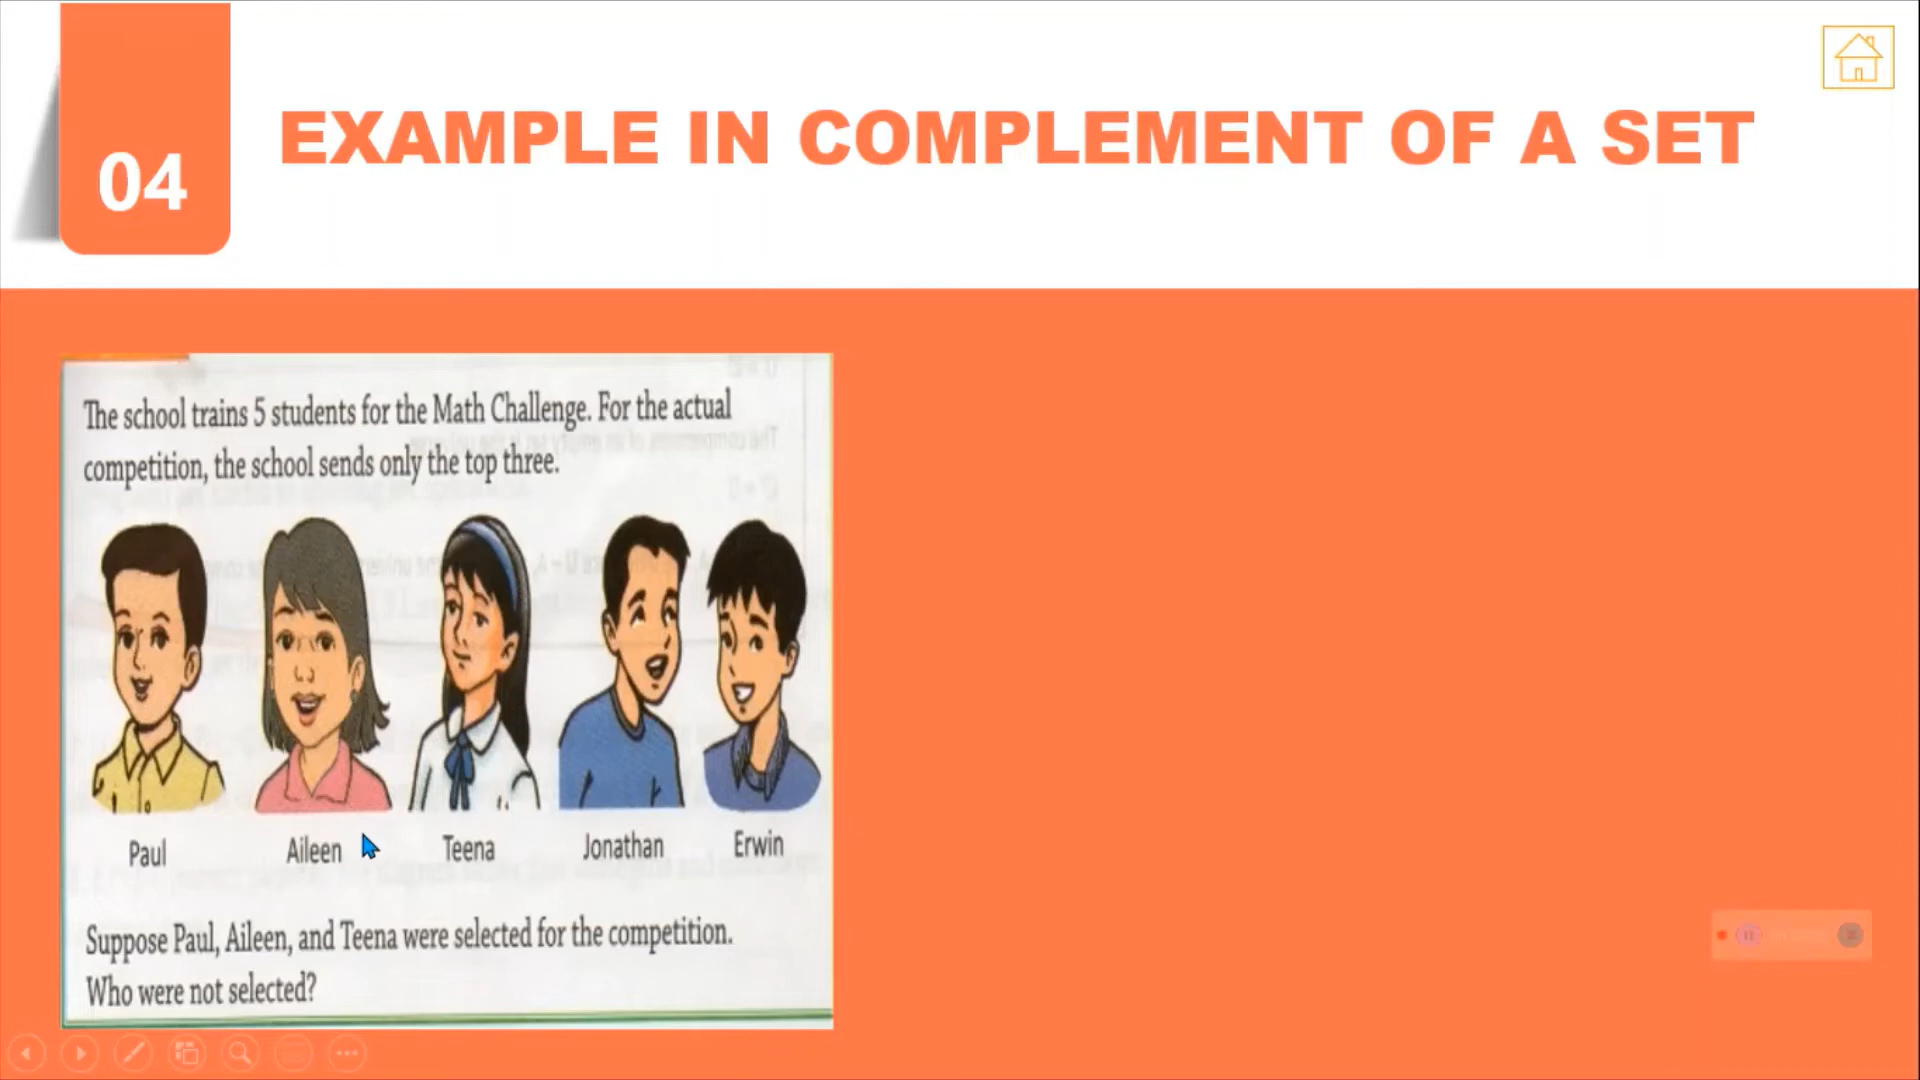 04
EXAMPLE IN COMPLEMENT OF A SET
The school trains 5 students for the Math Challenge. For the actual
competition, the school sends only the top three.
Paul Aileen Teena Jonathan Erwin
Suppose Paul, Aileen, and Teena were selected for the competition.
Who were not selected?